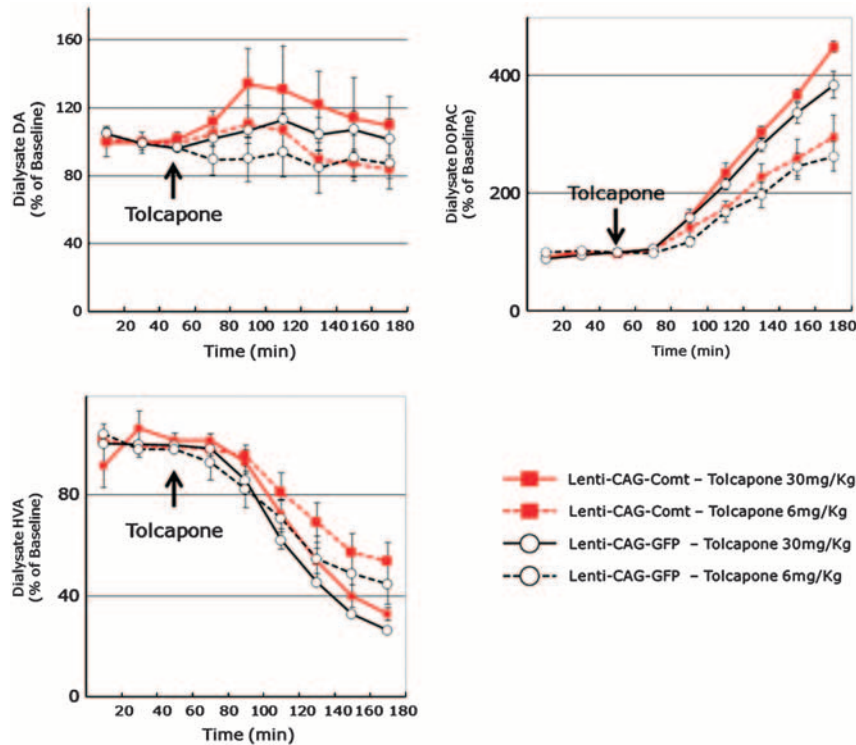 Dialysate DA
(% of Baseline)
160
120
80
40
0
Tolcapone
20 40 60 80 100 120 140 160 180
Time (min)
Dialysate DOPAC
(% of Baseline)
400
200
0
Tolcapone
20 40 60 80 100 120 140 160 180
Time (min)
Dialysate HVA
(% of Baseline)
80
40
0
Tolcapone
20 40 60 80 100 120 140 160 180
Time (min)
Lenti-CAG-Comt – Tolcapone 30mg/Kg
Lenti-CAG-Comt – Tolcapone 6mg/Kg
Lenti-CAG-GFP – Tolcapone 30mg/Kg
Lenti-CAG-GFP – Tolcapone 6mg/Kg